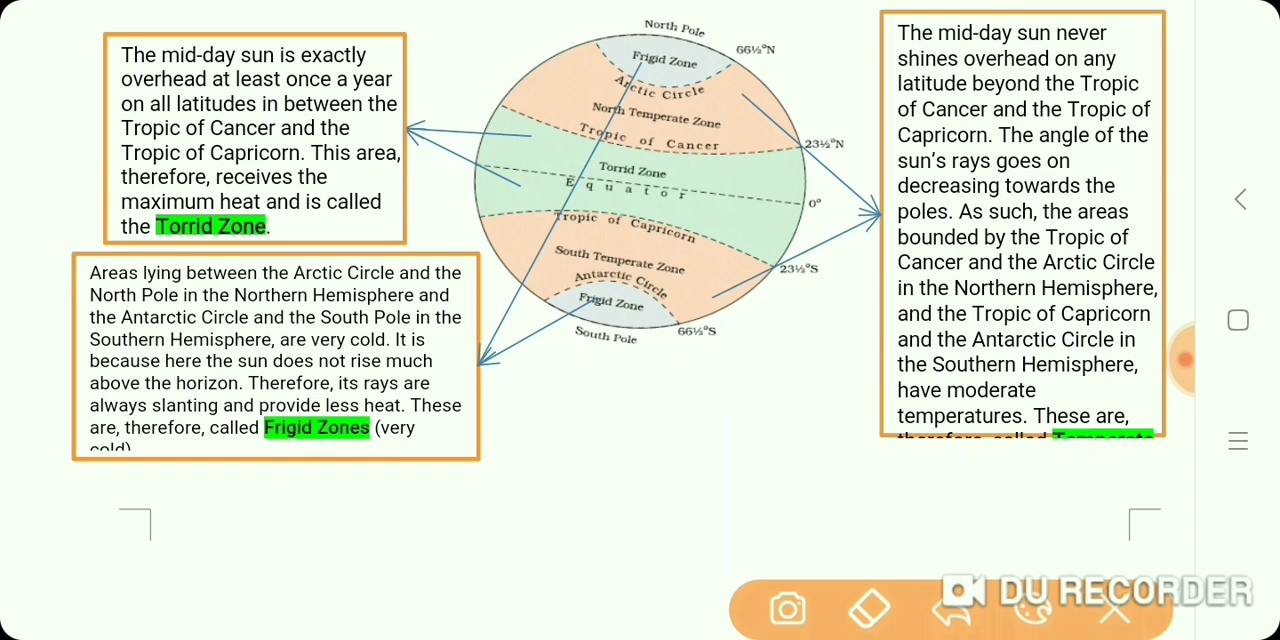 The mid-day sun is exactly
overhead at least once a year
on all latitudes in between the
Tropic of Cancer and the
Tropic of Capricorn. This area,
therefore, receives the
maximum heat and is called
the Torrid Zone.
Areas lying between the Arctic Circle and the
North Pole in the Northern Hemisphere and
the Antarctic Circle and the South Pole in the
Southern Hemisphere, are very cold. It is
because here the sun does not rise much
above the horizon. Therefore, its rays are
always slanting and provide less heat. These
are, therefore, called Frigid Zones (very
cold)
North Pole
66½°N
Frigid Zone
Arctic Circle
North Temperate Zone
Tropic of Cancer
23½°N
Torrid Zone
Equator
0°
Tropic of Capricorn
South Temperate Zone
23½°S
Antarctic Circle
Frigid Zone
66½°S
South Pole
The mid-day sun never
shines overhead on any
latitude beyond the Tropic
of Cancer and the Tropic of
Capricorn. The angle of the
sun’s rays goes on
decreasing towards the
poles. As such, the areas
bounded by the Tropic of
Cancer and the Arctic Circle
in the Northern Hemisphere,
and the Tropic of Capricorn
and the Antarctic Circle in
the Southern Hemisphere,
have moderate
temperatures. These are,
therefore, called Temperate
DU RECORDER